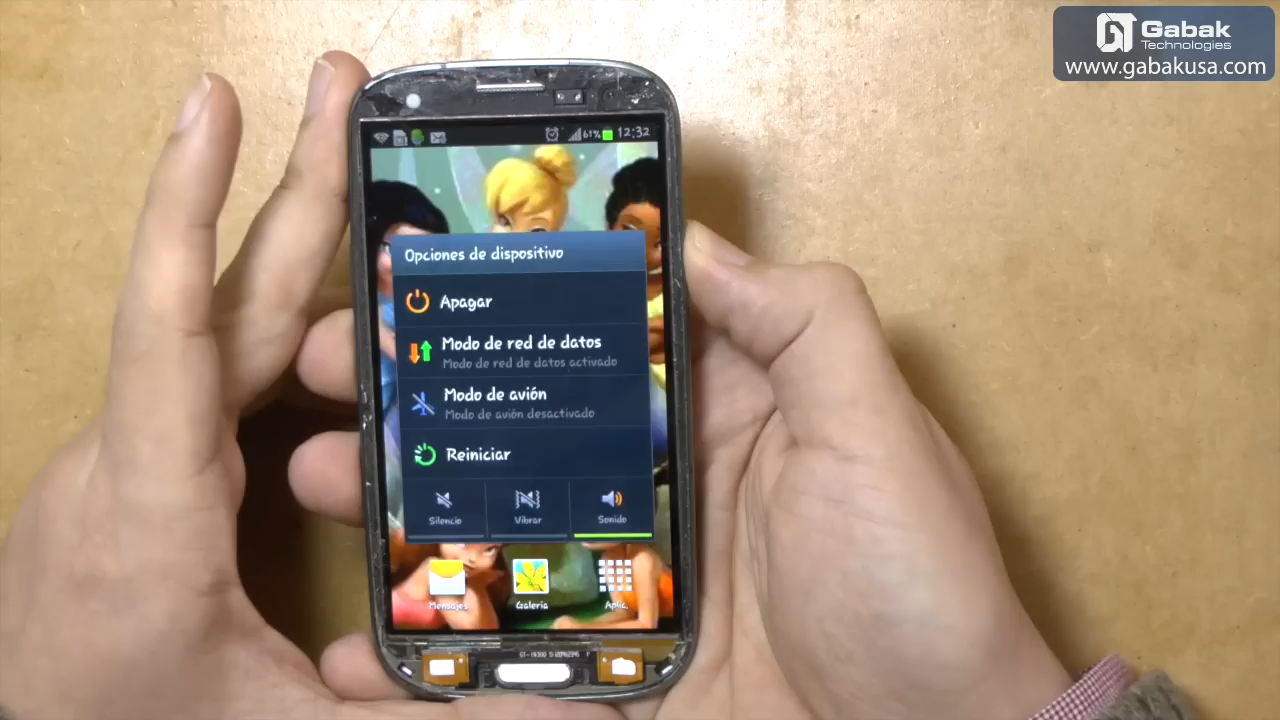 Gabak
Technologies
www.gabakusa.com
61% 12:32
Opciones de dispositivo
Apagar
Modo de red de datos
Modo de red de datos activado
Modo de avión
Modo de avión desactivado
Reiniciar
Silencio Vibrar Sonido
Mensajes Galería Aplic.